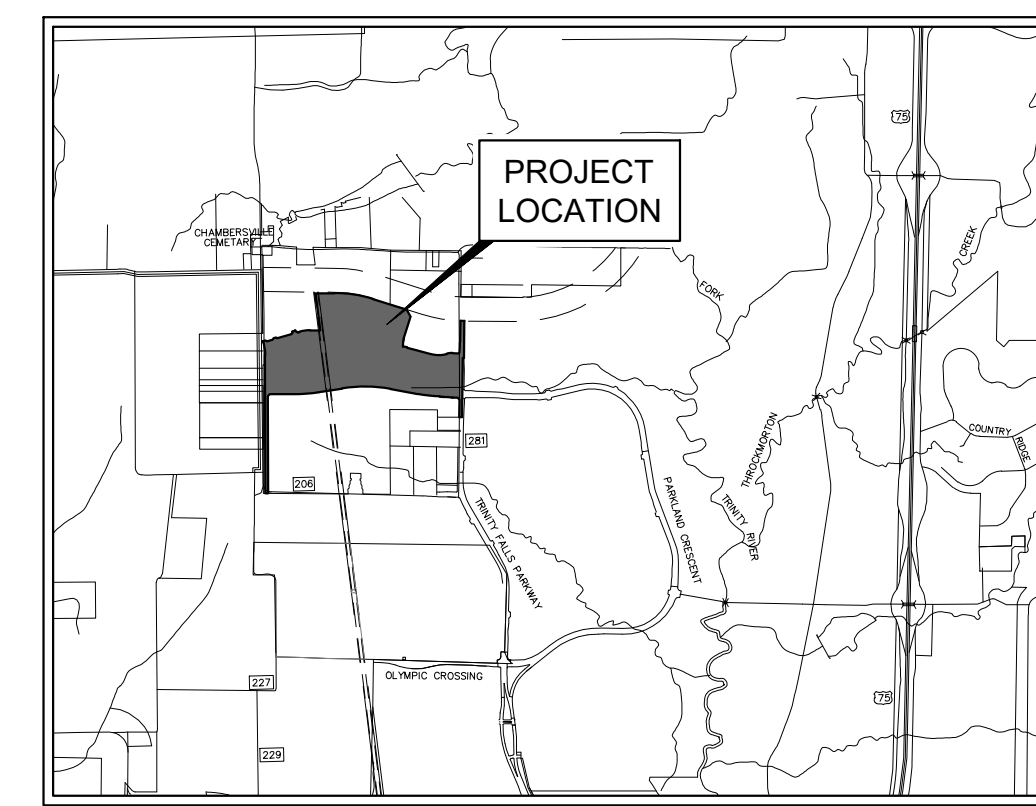 75
PROJECT
LOCATION
CHAMBERSVILLE
CEMETARY
CREEK
FORK
281
COUNTRY
RIDGE
THROCKMORTON
206
PARKLAND CRESCENT
TRINITY
RIVER
TRINITY FALLS PARKWAY
OLYMPIC CROSSING
227
75
229